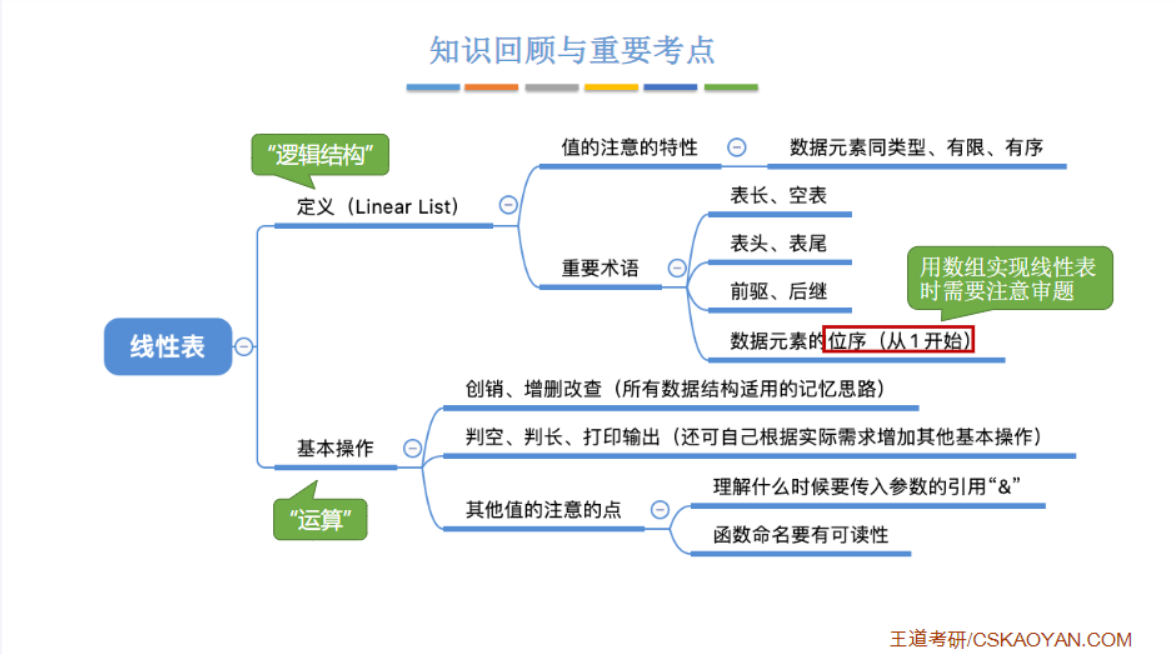 知识回顾与重要考点
“逻辑结构”
定义（Linear List）
值的注意的特性
数据元素同类型、有限、有序
重要术语
表长、空表
表头、表尾
前驱、后继
数据元素的位序（从1开始）
用数组实现线性表
时需要注意审题
线性表
基本操作
“运算”
创销、增删改查（所有数据结构适用的记忆思路）
判空、判长、打印输出（还可自己根据实际需求增加其他基本操作）
其他值的注意的点
理解什么时候要传入参数的引用“&”
函数命名要有可读性
王道考研/CSKAOYAN.COM